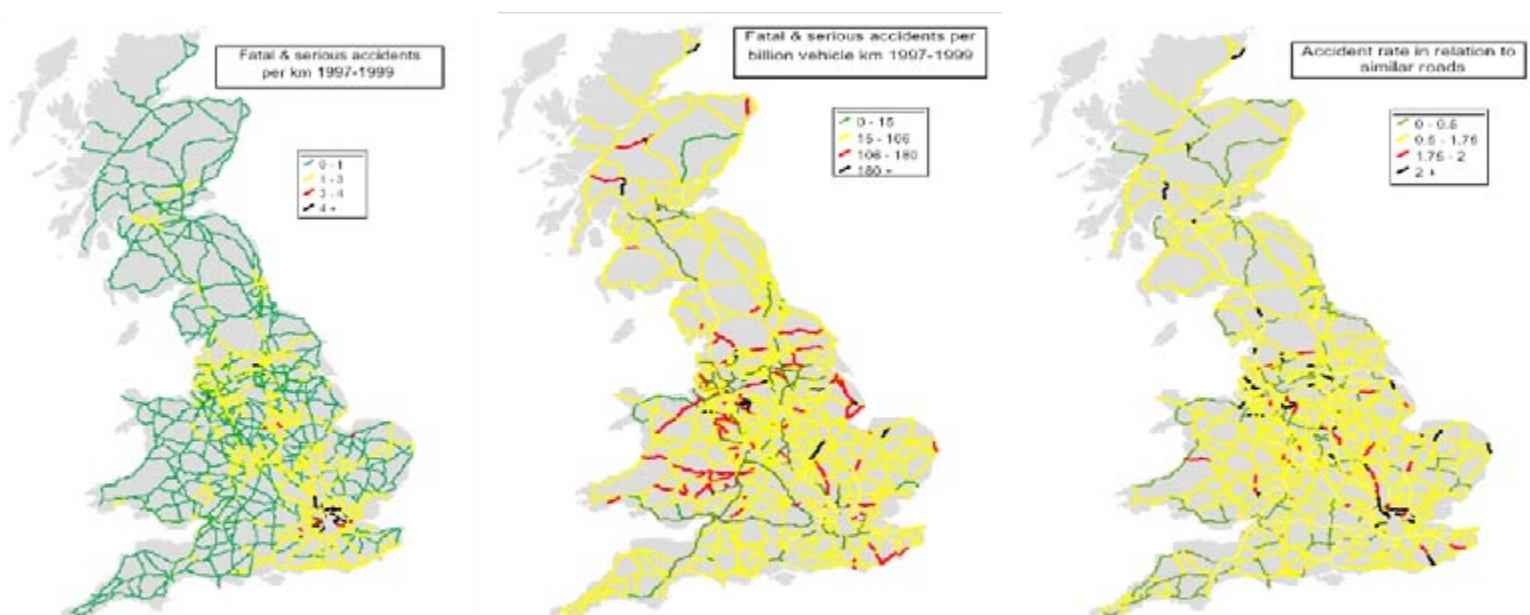 Fatal & serious accidents
per km 1997-1999
0 - 1
1 - 3
3 - 4
4 +
Fatal & serious accidents per
billion vehicle km 1997-1999
0 - 15
15 - 106
106 - 180
180 +
Accident rate in relation to
similar roads
0 - 0.5
0.5 - 1.75
1.75 - 2
2 +